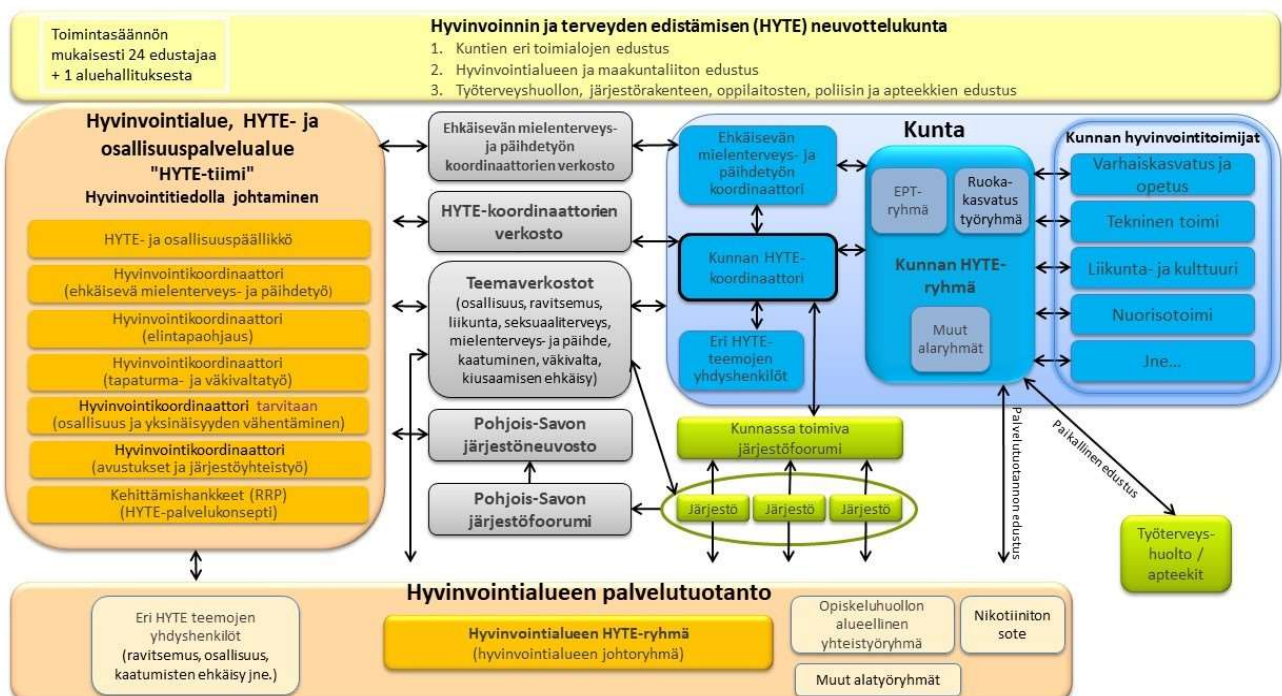 Toimintasäännön
mukaisesti 24 edustajaa
+ 1 aluehallituksesta
Hyvinvoinnin ja terveyden edistämisen (HYTE) neuvottelukunta
1. Kuntien eri toimialojen edustus
2. Hyvinvointialueen ja maakuntaliiton edustus
3. Työterveyshuollon, järjestörakenteen, oppilaitosten, poliisin ja apteekkien edustus
Hyvinvointialue, HYTE- ja
osallisuuspalvelualue
"HYTE-tiimi"
Hyvinvointitiedolla johtaminen
HYTE- ja osallisuuspäällikkö
Hyvinvointikoordinaattori
(ehkäisevä mielenterveys- ja päihdetyö)
Hyvinvointikoordinaattori
(elintapaohjaus)
Hyvinvointikoordinaattori
(tapaturma- ja väkivaltatyö)
Hyvinvointikoordinaattori tarvitaan
(osallisuus ja yksinäisyyden vähentäminen)
Hyvinvointikoordinaattori
(avustukset ja järjestöyhteistyö)
Kehittämishankkeet (RRP)
(HYTE-palvelukonsepti)
Ehkäisevän mielenterveys-
ja päihdetyön
koordinaattorien verkosto
HYTE-koordinaattorien
verkosto
Teemaverkostot
(osallisuus, ravitsemus,
liikunta, seksuaaliterveys,
mielenterveys- ja päihde,
kaatuminen, väkivalta,
kiusaamisen ehkäisy)
Pohjois-Savon
järjestöneuvosto
Pohjois-Savon
järjestöfoorumi
Kunta
Ehkäisevän
mielenterveys- ja
päihdetyön
koordinaattori
Kunnan HYTE-
koordinaattori
Eri HYTE-
teemojen
yhdyshenkilöt
EPT-
ryhmä
Ruoka-
kasvatus
työryhmä
Kunnan HYTE-
ryhmä
Muut
alaryhmät
Kunnan hyvinvointitoimijat
Varhaiskasvatus ja
opetus
Tekninen toimi
Liikunta- ja kulttuuri
Nuorisotoimi
Jne...
Kunnassa toimiva
järjestöfoorumi
Järjestö
Järjestö
Järjestö
Palvelutuotannon edustus
Paikallinen edustus
Työterveys-
huolto /
apteekit
Hyvinvointialueen palvelutuotanto
Eri HYTE teemojen
yhdyshenkilöt
(ravitsemus, osallisuus,
kaatumisten ehkäisy jne.)
Hyvinvointialueen HYTE-ryhmä
(hyvinvointialueen johtoryhmä)
Opiskeluhuollon
alueellinen
yhteistyöryhmä
Nikotiiniton
sote
Muut alatyöryhmät